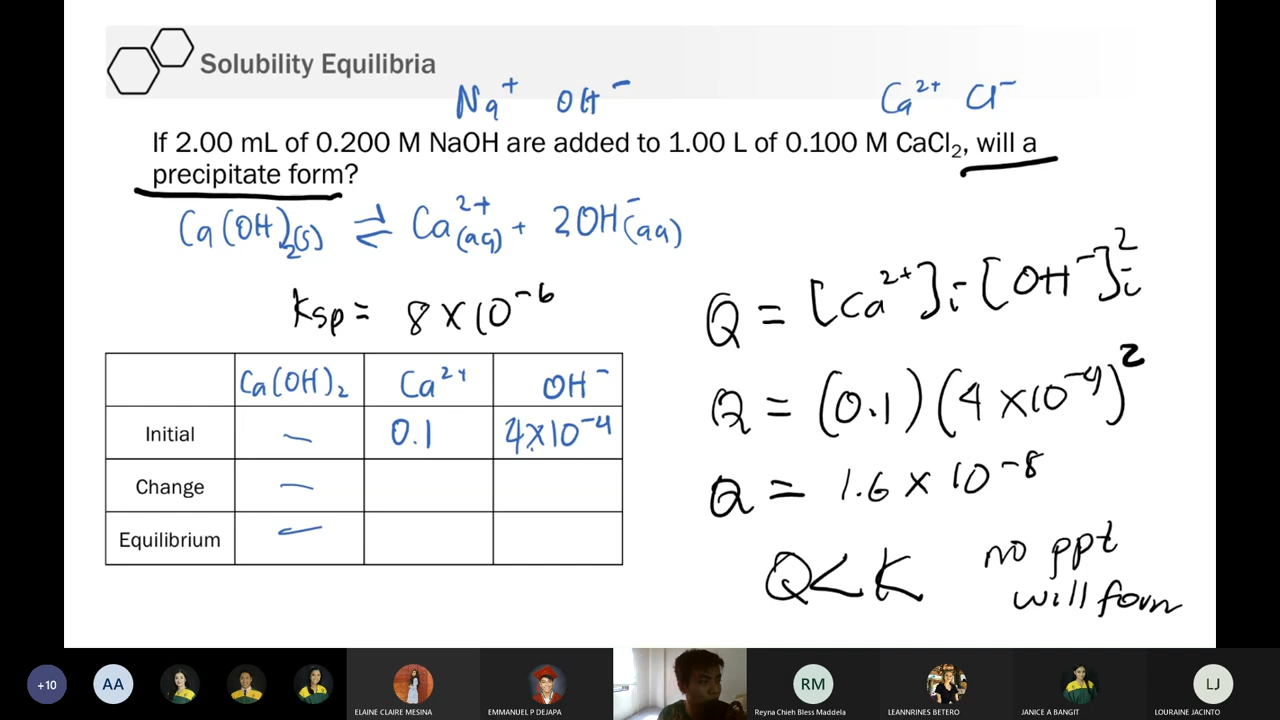 Solubility Equilibria
Na⁺ OH⁻ Ca²⁺ Cl⁻
If 2.00 mL of 0.200 M NaOH are added to 1.00 L of 0.100 M CaCl₂, will a
precipitate form?
Ca(OH)₂(s) ⇌ Ca²⁺(aq) + 2OH⁻(aq)
Ksp = 8 × 10⁻⁶
Q = [Ca²⁺]i [OH⁻]i²
Ca(OH)₂ Ca²⁺ OH⁻
Initial — 0.1 4×10⁻⁴
Change —
Equilibrium —
Q = (0.1)(4×10⁻⁴)²
Q = 1.6 × 10⁻⁸
Q < K
no ppt
will form
+10
AA
ELAINE CLAIRE MESINA
EMMANUEL P DEJAPA
RM
Reyna Chieh Bless Maddela
LEANNRINES BETERO
JANICE A BANGIT
LJ
LOURAINE JACINTO